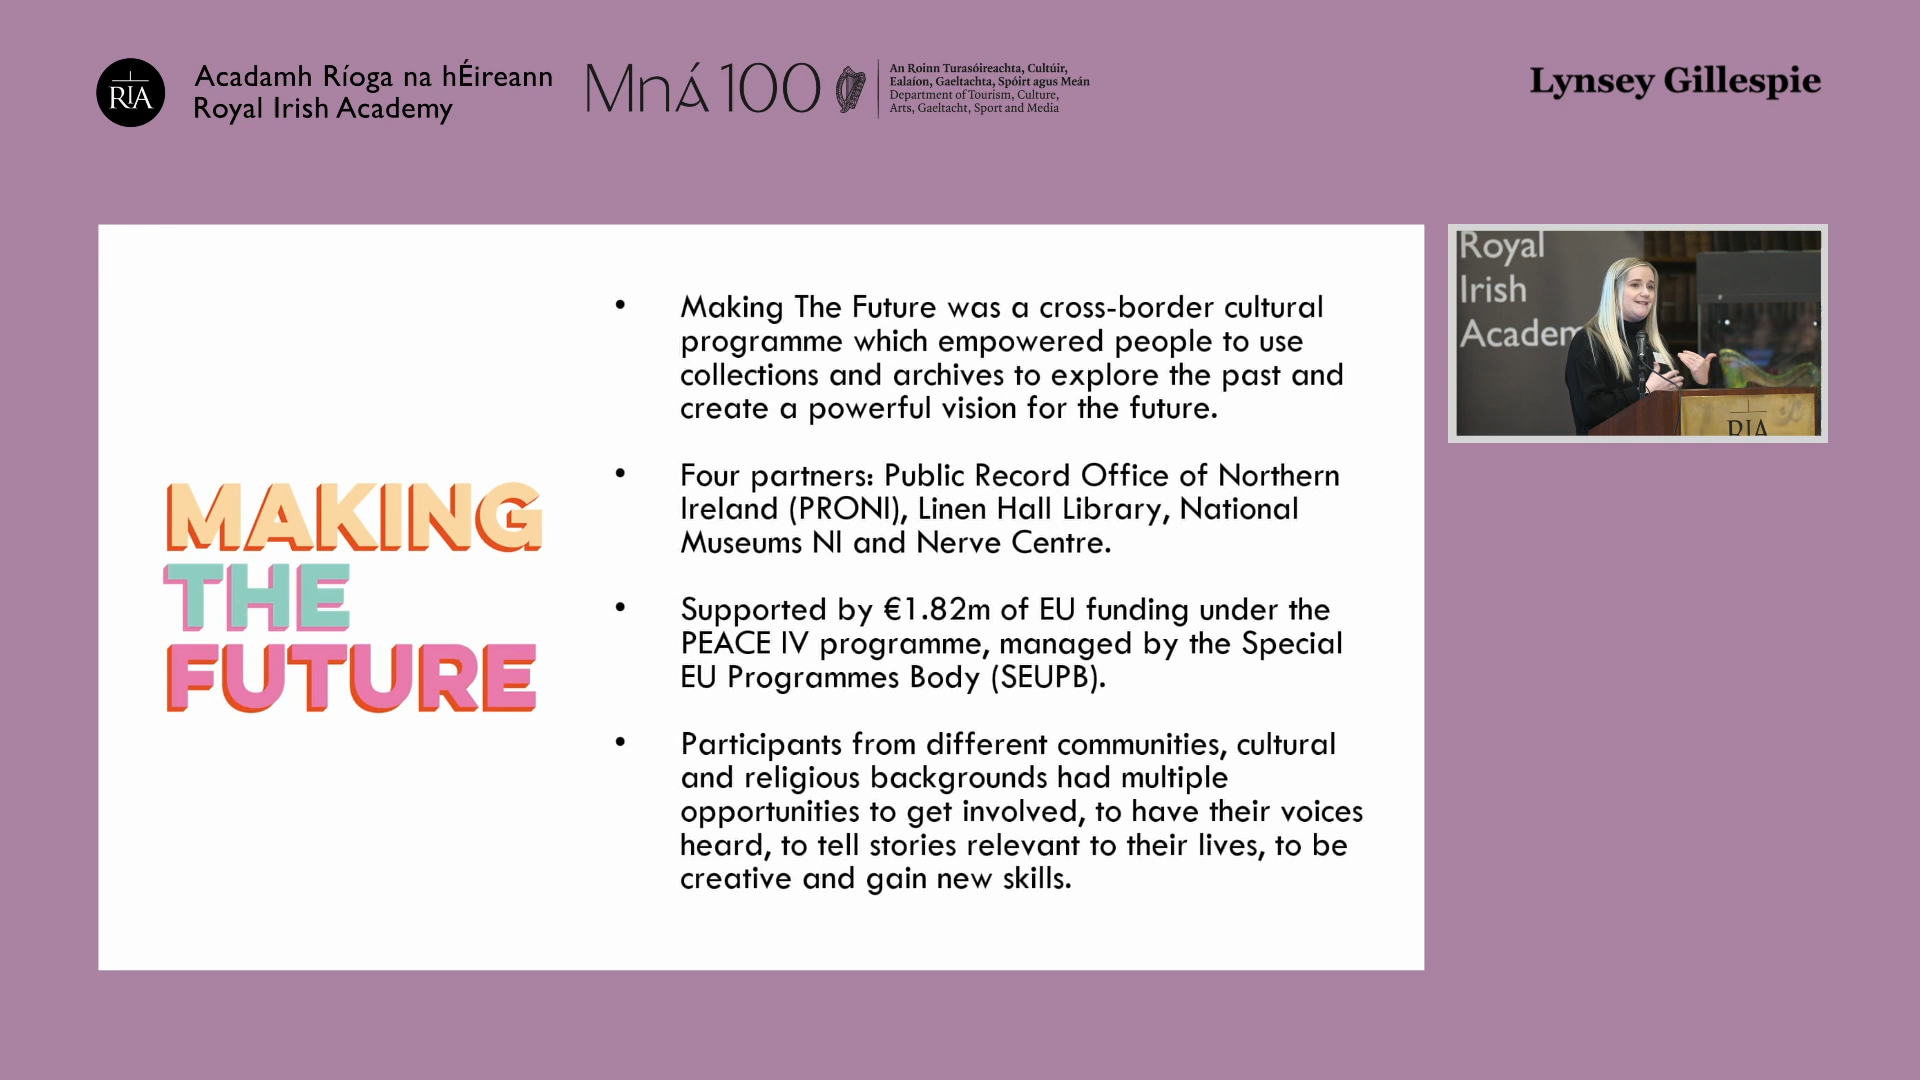 RIA
Acadamh Ríoga na hÉireann
Royal Irish Academy
Mná 100
An Roinn Turasóireachta, Cultúir,
Ealaíon, Gaeltachta, Spóirt agus Meán
Department of Tourism, Culture,
Arts, Gaeltacht, Sport and Media
Lynsey Gillespie
MAKING
THE
FUTURE
• Making The Future was a cross-border cultural
programme which empowered people to use
collections and archives to explore the past and
create a powerful vision for the future.
• Four partners: Public Record Office of Northern
Ireland (PRONI), Linen Hall Library, National
Museums NI and Nerve Centre.
• Supported by €1.82m of EU funding under the
PEACE IV programme, managed by the Special
EU Programmes Body (SEUPB).
• Participants from different communities, cultural
and religious backgrounds had multiple
opportunities to get involved, to have their voices
heard, to tell stories relevant to their lives, to be
creative and gain new skills.
Royal
Irish
Academ
RIA